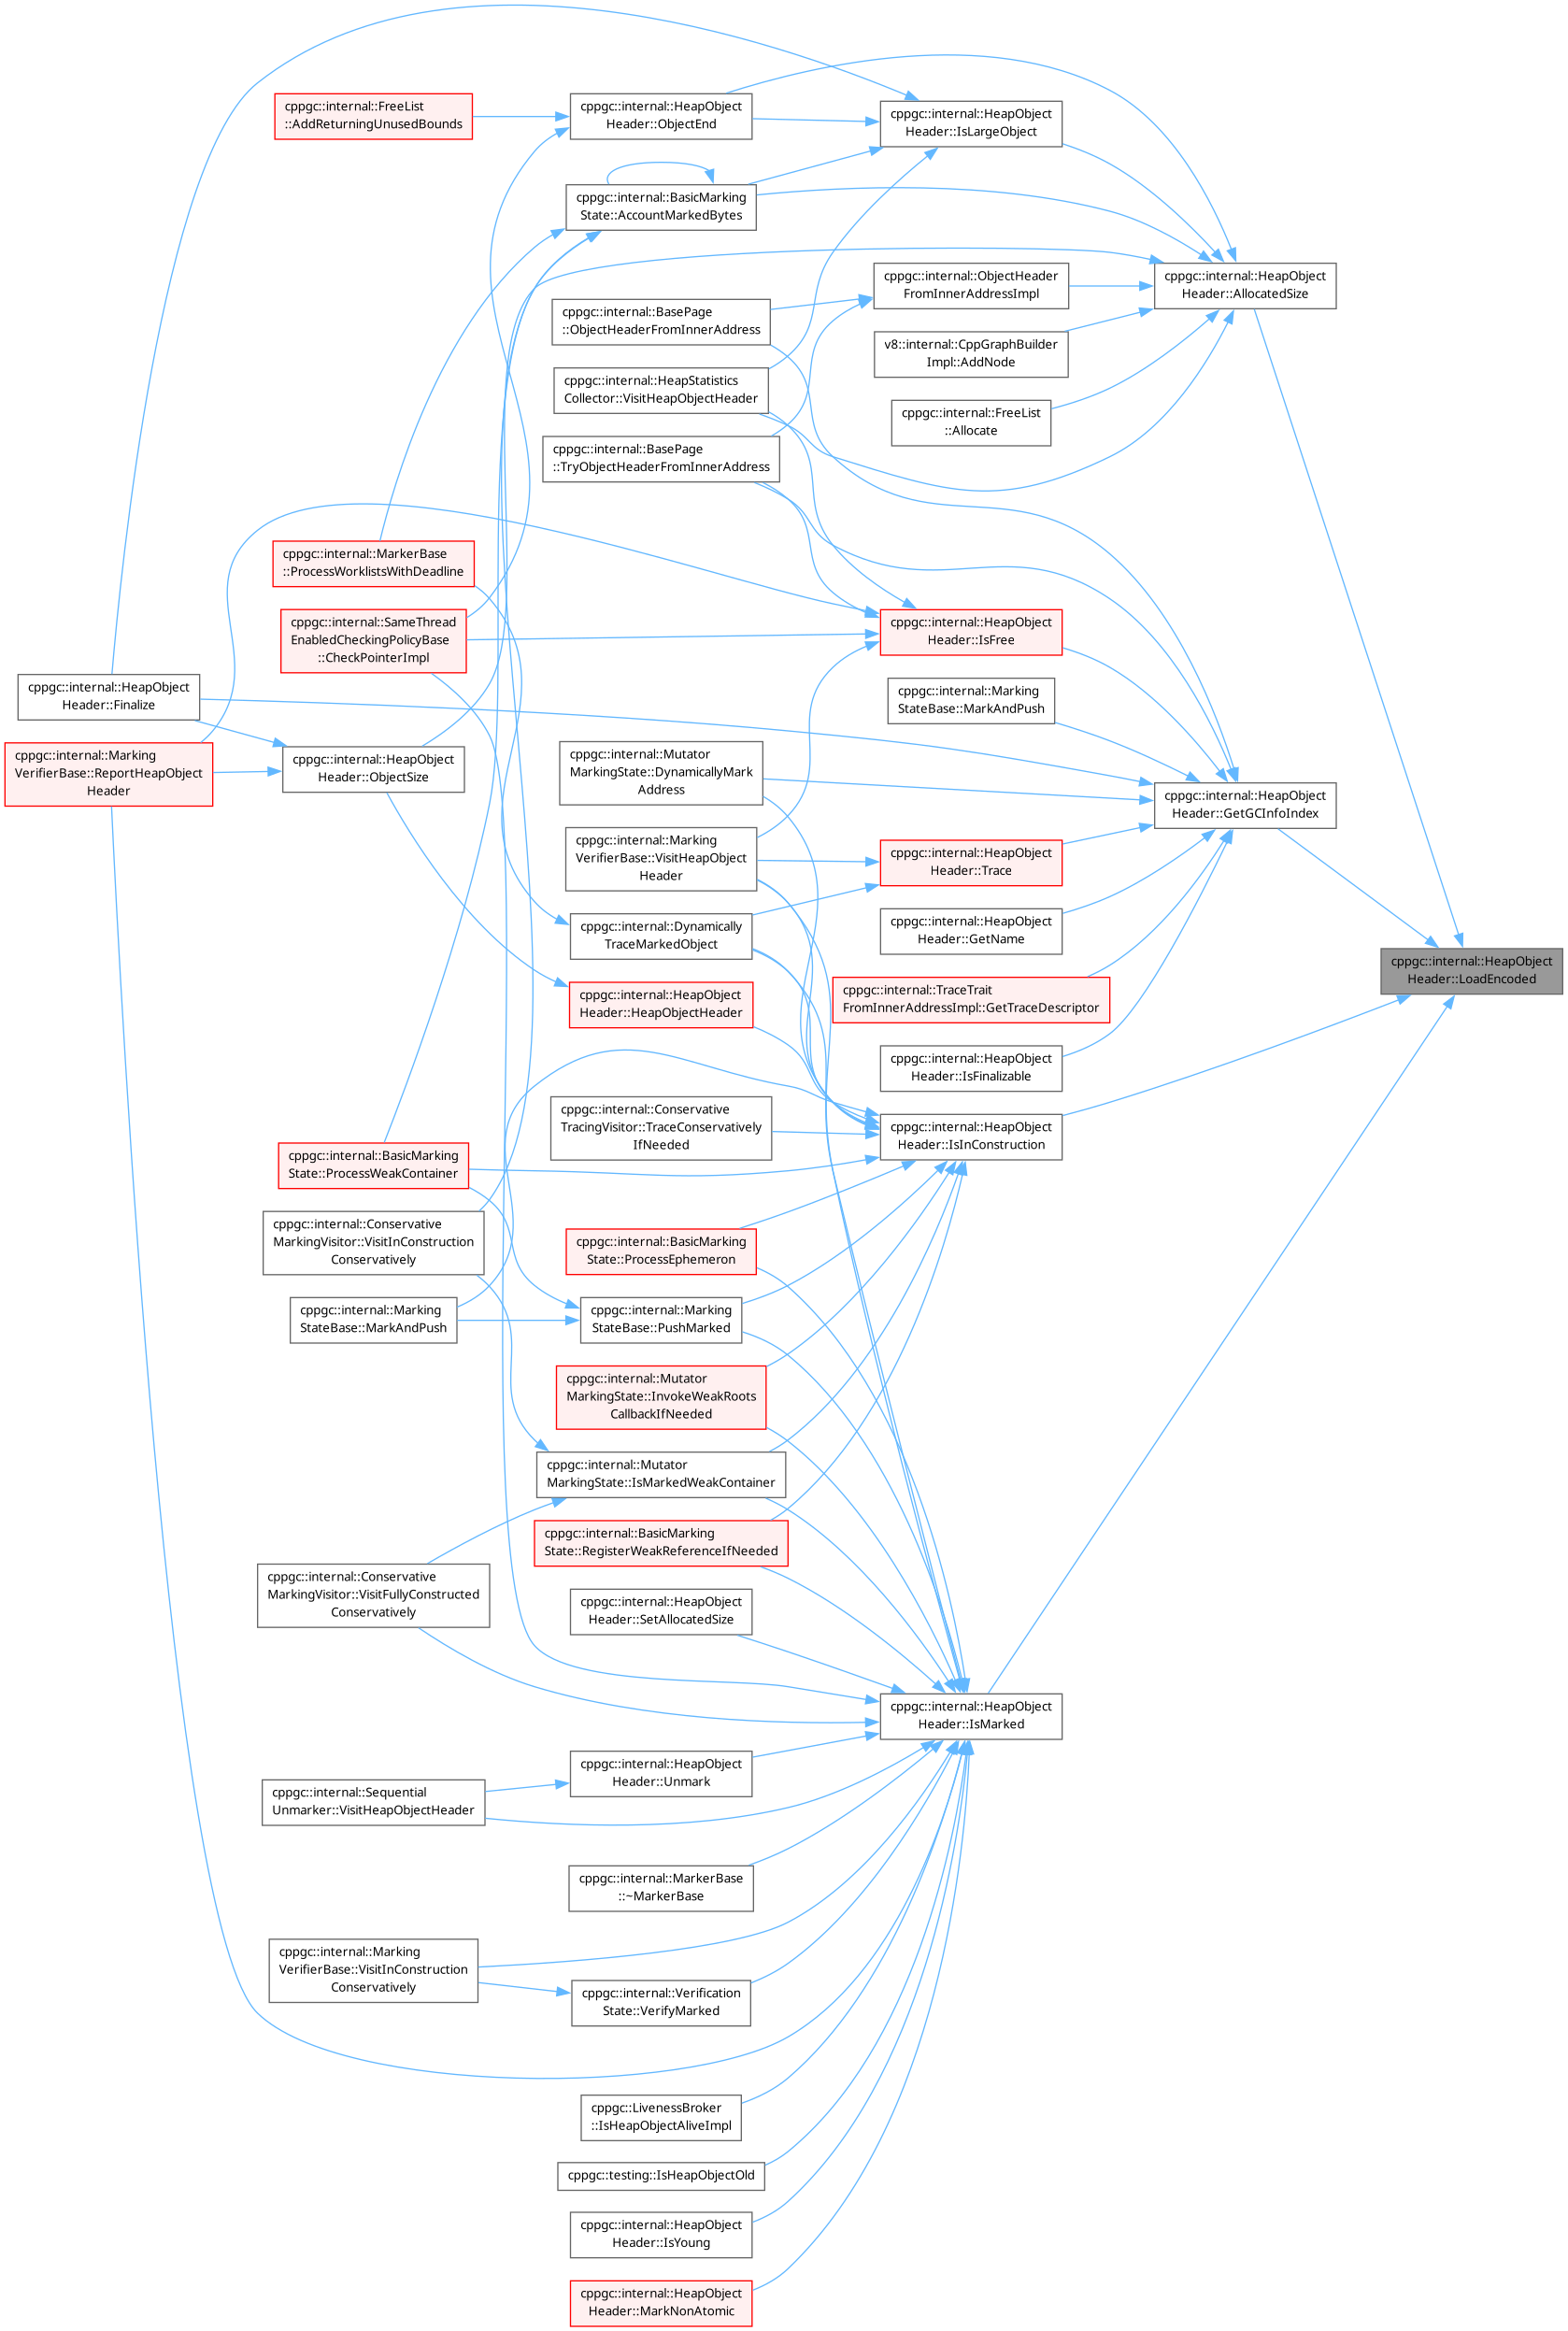 cppgc::internal::FreeList
::AddReturningUnusedBounds
cppgc::internal::HeapObject
Header::ObjectEnd
cppgc::internal::HeapObject
Header::IsLargeObject
cppgc::internal::BasicMarking
State::AccountMarkedBytes
cppgc::internal::ObjectHeader
FromInnerAddressImpl
cppgc::internal::HeapObject
Header::AllocatedSize
cppgc::internal::BasePage
::ObjectHeaderFromInnerAddress
v8::internal::CppGraphBuilder
Impl::AddNode
cppgc::internal::HeapStatistics
Collector::VisitHeapObjectHeader
cppgc::internal::FreeList
::Allocate
cppgc::internal::BasePage
::TryObjectHeaderFromInnerAddress
cppgc::internal::MarkerBase
::ProcessWorklistsWithDeadline
cppgc::internal::SameThread
EnabledCheckingPolicyBase
::CheckPointerImpl
cppgc::internal::HeapObject
Header::IsFree
cppgc::internal::HeapObject
Header::Finalize
cppgc::internal::Marking
StateBase::MarkAndPush
cppgc::internal::Marking
VerifierBase::ReportHeapObject
Header
cppgc::internal::HeapObject
Header::ObjectSize
cppgc::internal::Mutator
MarkingState::DynamicallyMark
Address
cppgc::internal::HeapObject
Header::GetGCInfoIndex
cppgc::internal::Marking
VerifierBase::VisitHeapObject
Header
cppgc::internal::HeapObject
Header::Trace
cppgc::internal::Dynamically
TraceMarkedObject
cppgc::internal::HeapObject
Header::GetName
cppgc::internal::HeapObject
Header::LoadEncoded
cppgc::internal::HeapObject
Header::HeapObjectHeader
cppgc::internal::TraceTrait
FromInnerAddressImpl::GetTraceDescriptor
cppgc::internal::HeapObject
Header::IsFinalizable
cppgc::internal::Conservative
TracingVisitor::TraceConservatively
IfNeeded
cppgc::internal::HeapObject
Header::IsInConstruction
cppgc::internal::BasicMarking
State::ProcessWeakContainer
cppgc::internal::Conservative
MarkingVisitor::VisitInConstruction
Conservatively
cppgc::internal::BasicMarking
State::ProcessEphemeron
cppgc::internal::Marking
StateBase::MarkAndPush
cppgc::internal::Marking
StateBase::PushMarked
cppgc::internal::Mutator
MarkingState::InvokeWeakRoots
CallbackIfNeeded
cppgc::internal::Mutator
MarkingState::IsMarkedWeakContainer
cppgc::internal::BasicMarking
State::RegisterWeakReferenceIfNeeded
cppgc::internal::Conservative
MarkingVisitor::VisitFullyConstructed
Conservatively
cppgc::internal::HeapObject
Header::SetAllocatedSize
cppgc::internal::HeapObject
Header::IsMarked
cppgc::internal::HeapObject
Header::Unmark
cppgc::internal::Sequential
Unmarker::VisitHeapObjectHeader
cppgc::internal::MarkerBase
::~MarkerBase
cppgc::internal::Marking
VerifierBase::VisitInConstruction
Conservatively
cppgc::internal::Verification
State::VerifyMarked
cppgc::LivenessBroker
::IsHeapObjectAliveImpl
cppgc::testing::IsHeapObjectOld
cppgc::internal::HeapObject
Header::IsYoung
cppgc::internal::HeapObject
Header::MarkNonAtomic